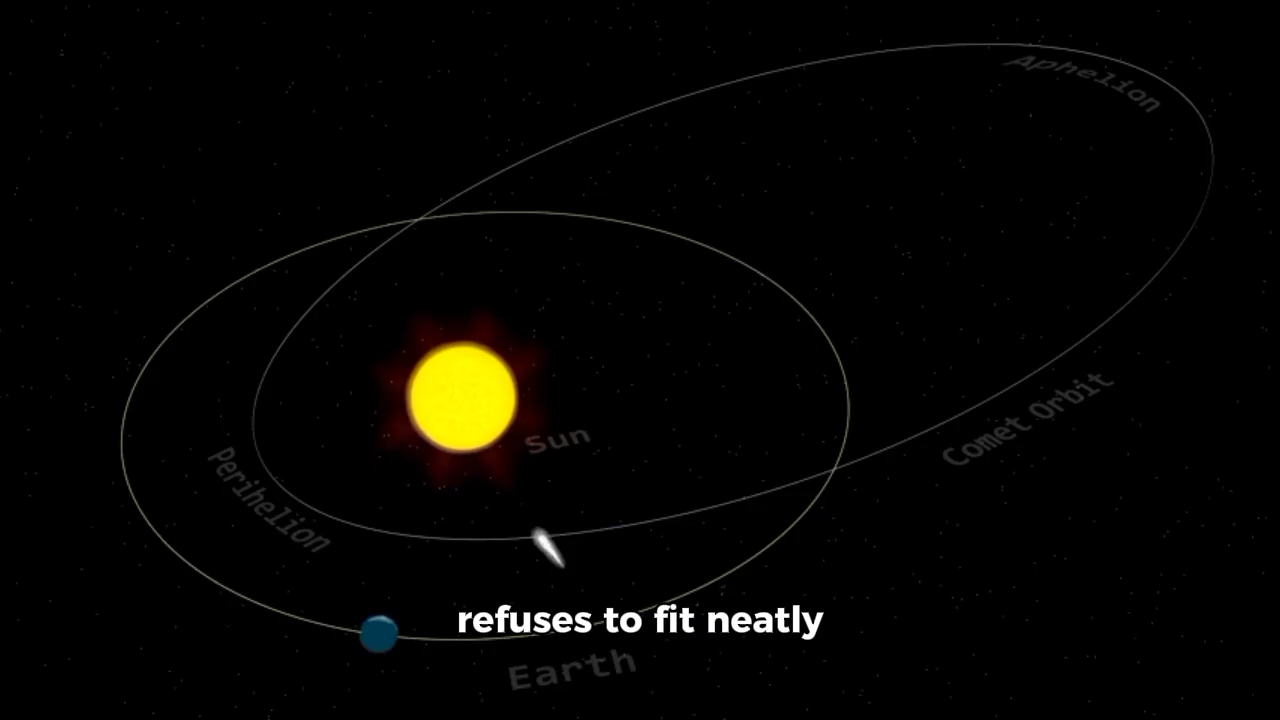 Aphelion
Comet Orbit
Sun
Perihelion
refuses to fit neatly
Earth